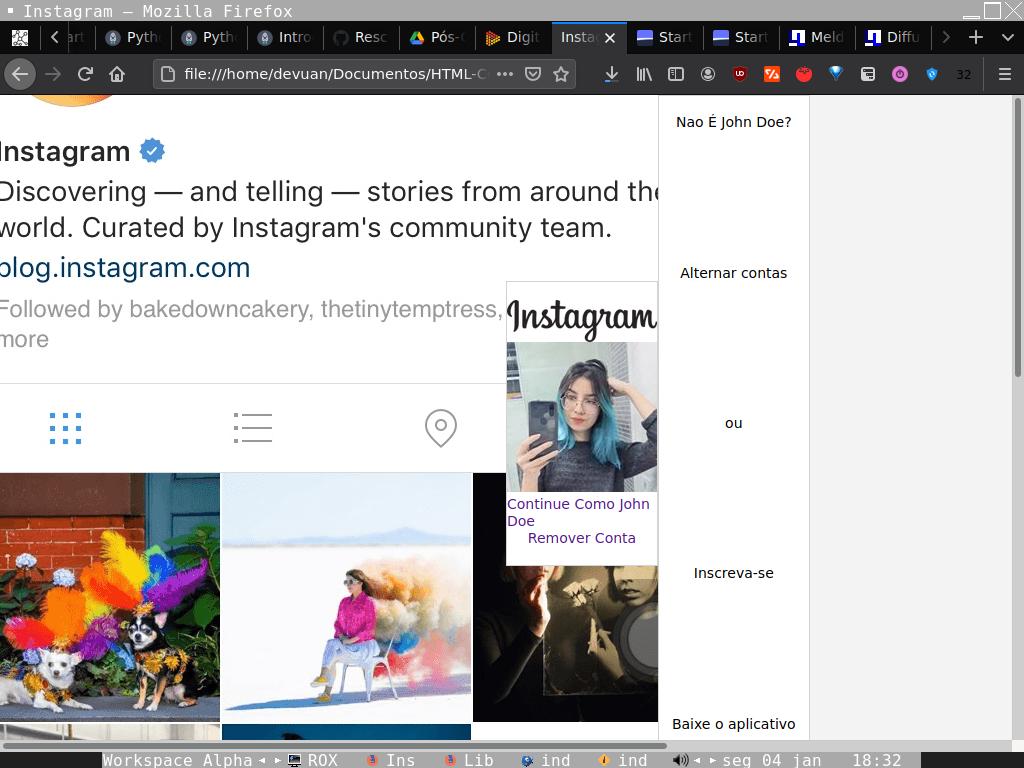 Instagram — Mozilla Firefox
Pyth
Pyth
Intro
Resc
Pós-
Digit
Insta
Start
Start
Meld
Diffu
file:///home/devuan/Documentos/HTML-C
32
Nao É John Doe?
Instagram
Discovering — and telling — stories from around the
world. Curated by Instagram's community team.
blog.instagram.com
Alternar contas
Followed by bakedowncakery, thetinytemptress,
more
Instagram
ou
Continue Como John
Doe
Remover Conta
Inscreva-se
Baixe o aplicativo
Workspace Alpha ROX Ins Lib ind ind seg 04 jan 18:32